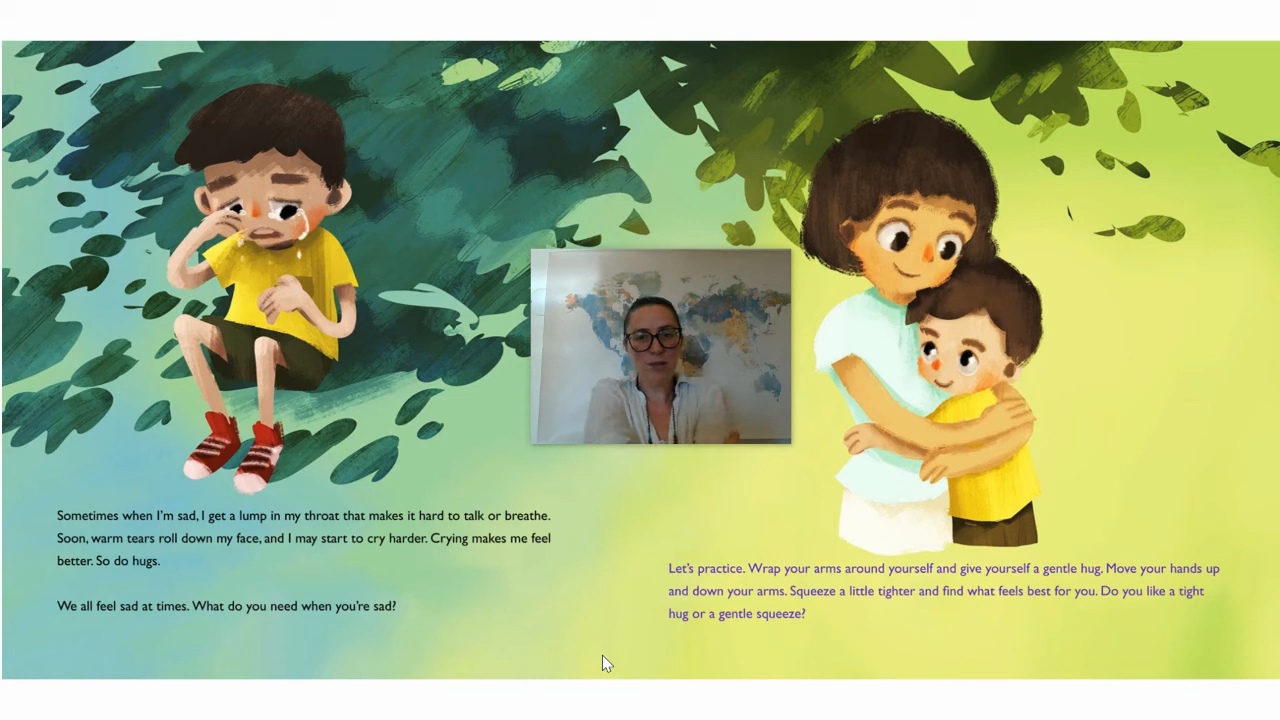 Sometimes when I'm sad, I get a lump in my throat that makes it hard to talk or breathe.
Soon, warm tears roll down my face, and I may start to cry harder. Crying makes me feel
better. So do hugs.
We all feel sad at times. What do you need when you're sad?
Let's practice. Wrap your arms around yourself and give yourself a gentle hug. Move your hands up
and down your arms. Squeeze a little tighter and find what feels best for you. Do you like a tight
hug or a gentle squeeze?